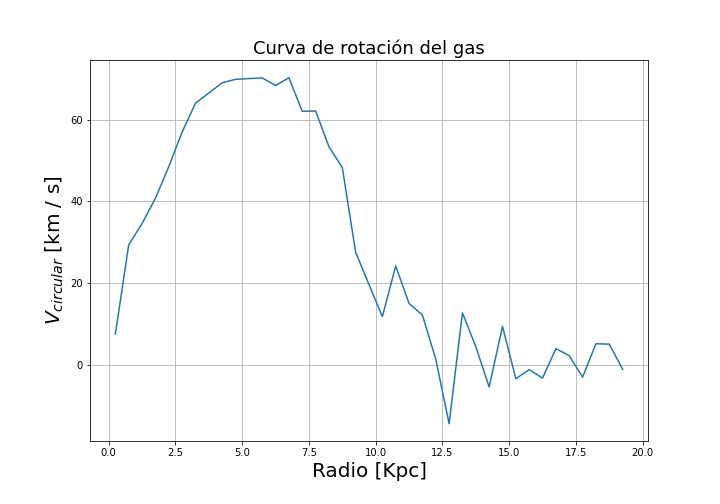 Curva de rotación del gas
V_circular [km / s]
60
40
20
0
0.0 2.5 5.0 7.5 10.0 12.5 15.0 17.5 20.0
Radio [Kpc]